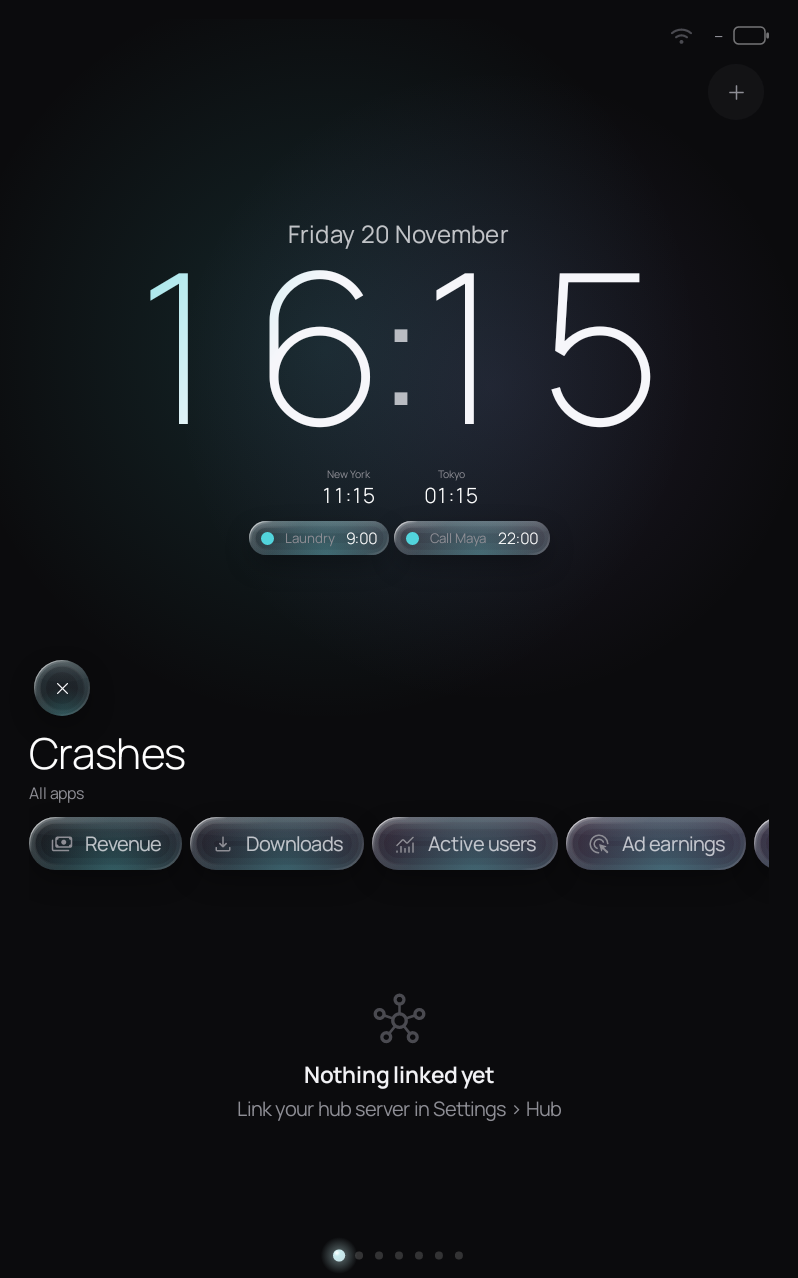 –
Friday 20 November
16:15
New York Tokyo
11:15 01:15
Laundry 9:00 Call Maya 22:00
Crashes
All apps
Revenue Downloads Active users Ad earnings
Nothing linked yet
Link your hub server in Settings > Hub